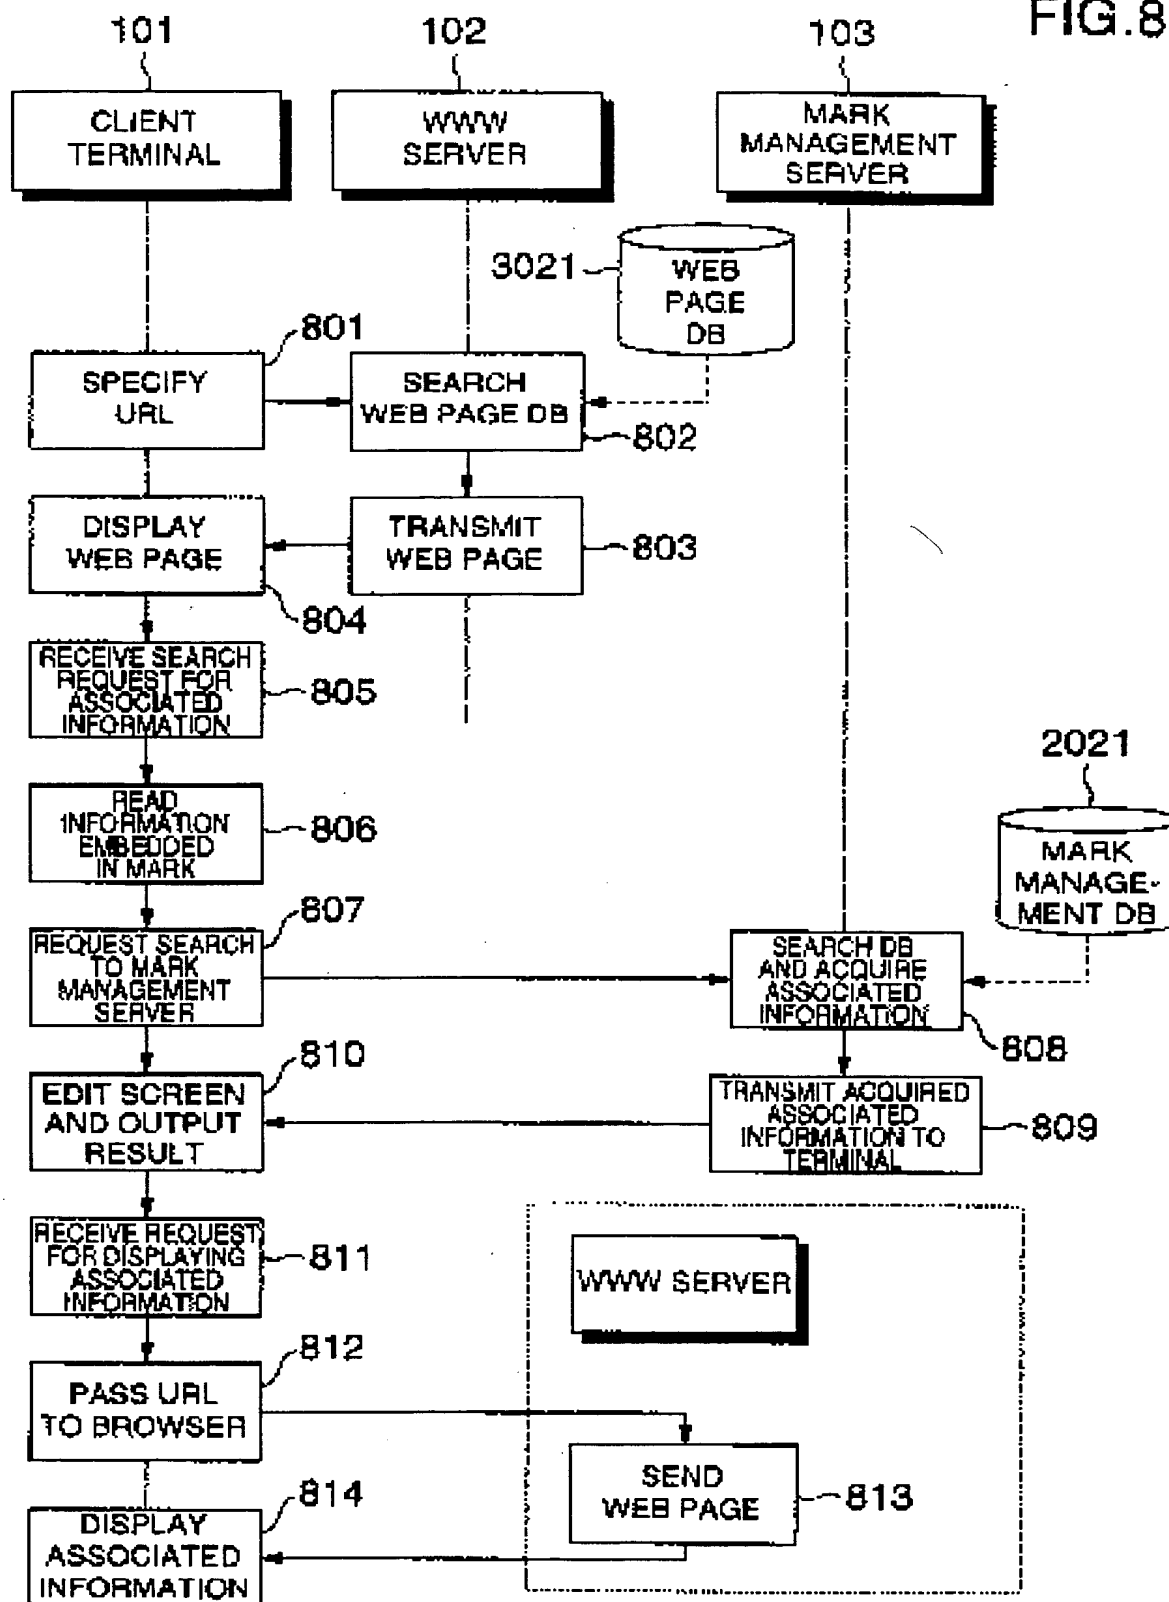 FIG.8
101
102
103
CLIENT
TERMINAL
WWW
SERVER
MARK
MANAGEMENT
SERVER
3021
WEB
PAGE
DB
801
SPECIFY
URL
SEARCH
WEB PAGE DB
802
DISPLAY
WEB PAGE
TRANSMIT
WEB PAGE
803
804
RECEIVE SEARCH
REQUEST FOR
ASSOCIATED
INFORMATION
805
2021
MARK
MANAGE-
MENT DB
READ
INFORMATION
EMBEDDED
IN MARK
806
807
REQUEST SEARCH
TO MARK
MANAGEMENT
SERVER
SEARCH DB
AND ACQUIRE
ASSOCIATED
INFORMATION
808
810
EDIT SCREEN
AND OUTPUT
RESULT
TRANSMIT ACQUIRED
ASSOCIATED
INFORMATION TO
TERMINAL
809
RECEIVE REQUEST
FOR DISPLAYING
ASSOCIATED
INFORMATION
811
WWW SERVER
812
PASS URL
TO BROWSER
SEND
WEB PAGE
813
814
DISPLAY
ASSOCIATED
INFORMATION